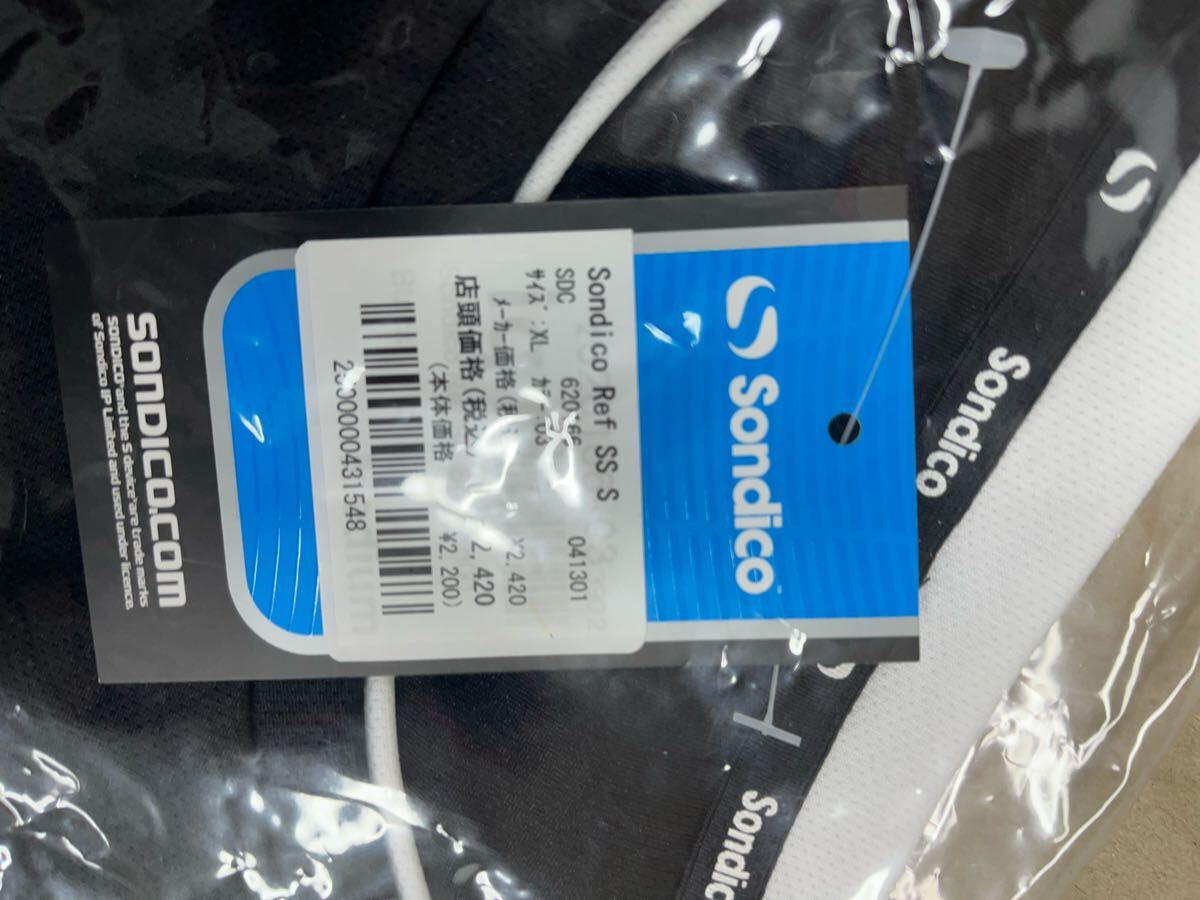 Sondico
Sondico Ref SS S
SDC 041301
サイズ:XL
メーカー価格 ¥2,420
店頭価格(税込) 2,420
(本体価格 ¥2,200)
SONDICO.COM
SONDICO and the S device are trade marks
of Sondico IP Limited and used under licence.
Sondico
Sondic